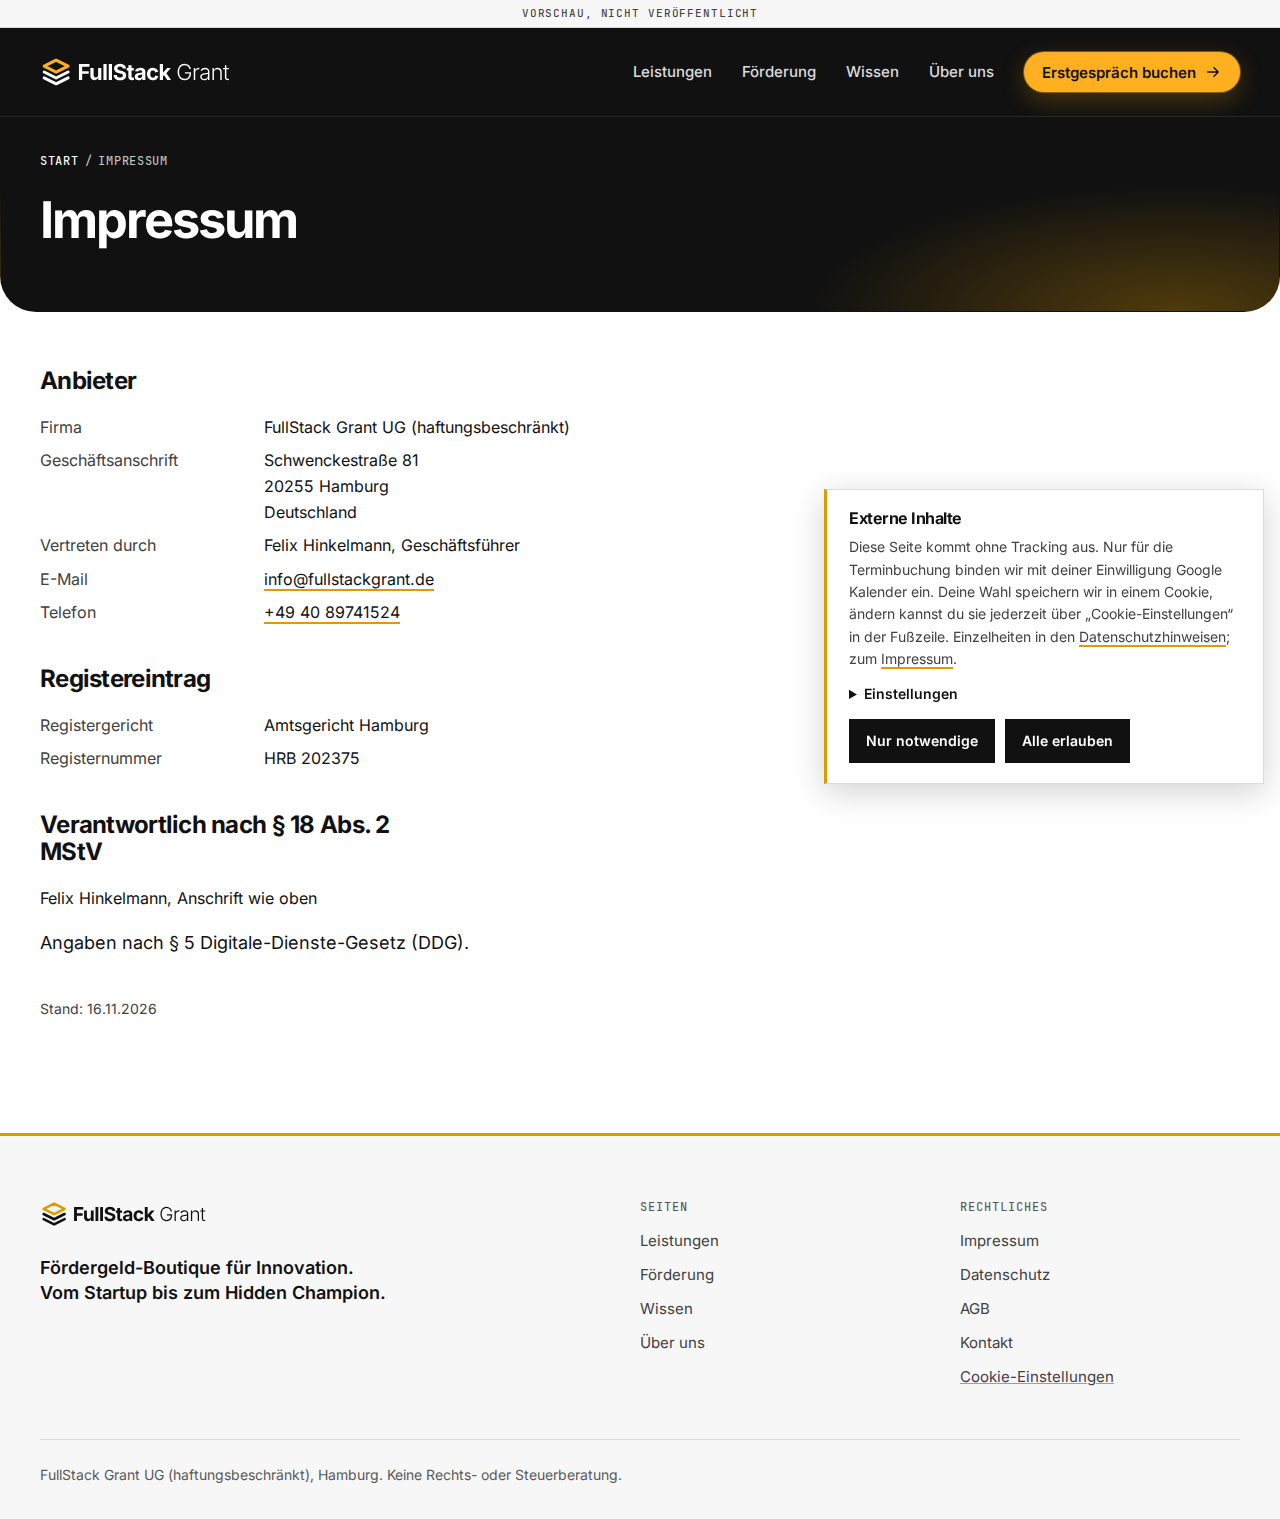 VORSCHAU, NICHT VERÖFFENTLICHT
FullStack Grant
Leistungen
Förderung
Wissen
Über uns
Erstgespräch buchen →
START / IMPRESSUM
Impressum
Anbieter
Firma
FullStack Grant UG (haftungsbeschränkt)
Geschäftsanschrift
Schwenckestraße 81
20255 Hamburg
Deutschland
Vertreten durch
Felix Hinkelmann, Geschäftsführer
E-Mail
info@fullstackgrant.de
Telefon
+49 40 89741524
Registereintrag
Registergericht
Amtsgericht Hamburg
Registernummer
HRB 202375
Verantwortlich nach § 18 Abs. 2
MStV
Felix Hinkelmann, Anschrift wie oben
Angaben nach § 5 Digitale-Dienste-Gesetz (DDG).
Stand: 16.11.2026
Externe Inhalte
Diese Seite kommt ohne Tracking aus. Nur für die
Terminbuchung binden wir mit deiner Einwilligung Google
Kalender ein. Deine Wahl speichern wir in einem Cookie,
ändern kannst du sie jederzeit über „Cookie-Einstellungen“
in der Fußzeile. Einzelheiten in den Datenschutzhinweisen;
zum Impressum.
Einstellungen
Nur notwendige
Alle erlauben
FullStack Grant
Fördergeld-Boutique für Innovation.
Vom Startup bis zum Hidden Champion.
SEITEN
Leistungen
Förderung
Wissen
Über uns
RECHTLICHES
Impressum
Datenschutz
AGB
Kontakt
Cookie-Einstellungen
FullStack Grant UG (haftungsbeschränkt), Hamburg. Keine Rechts- oder Steuerberatung.